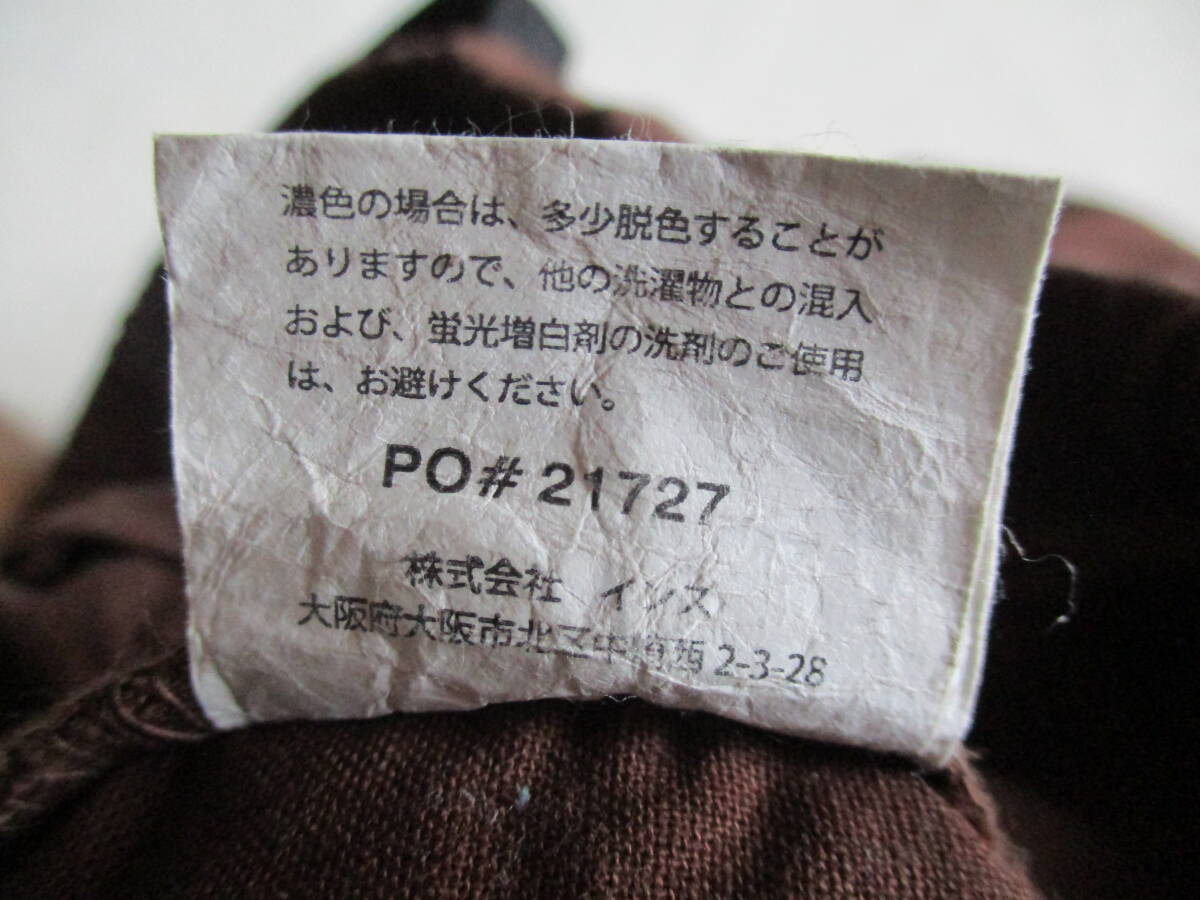 濃色の場合は、多少脱色することが
ありますので、他の洗濯物との混入
および、蛍光増白剤の洗剤のご使用
は、お避けください。
PO# 21727
株式会社 インス
大阪府大阪市北 中 西 2-3-28